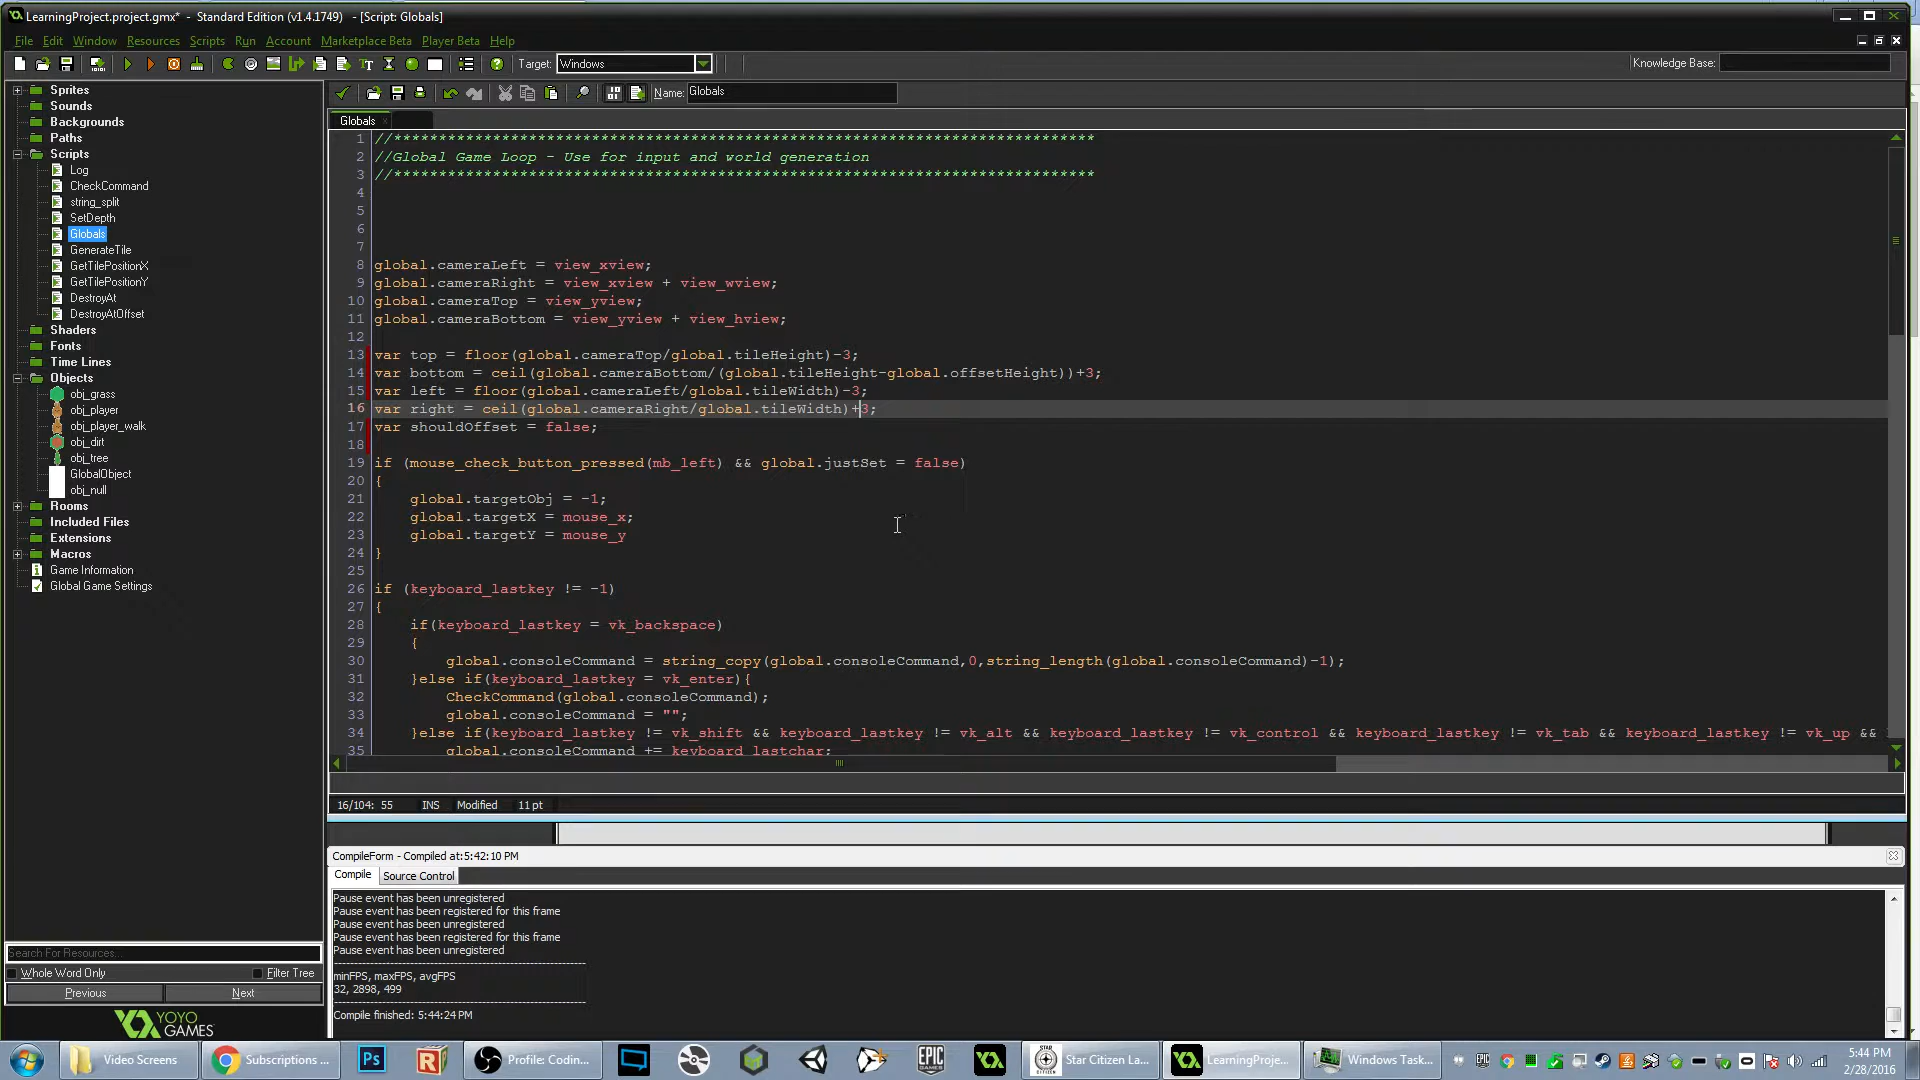 LearningProject.project.gmx* - Standard Edition (v1.4.1749) - [Script: Globals]
File Edit Window Resources Scripts Run Account Marketplace Beta Player Beta Help
Target: Windows
Knowledge Base:
Name: Globals
Sprites
Sounds
Backgrounds
Paths
Scripts
Log
CheckCommand
string_split
SetDepth
Globals
GenerateTile
GetTilePositionX
GetTilePositionY
DestroyAt
DestroyAtOffset
Shaders
Fonts
Time Lines
Objects
obj_grass
obj_player
obj_player_walk
obj_dirt
obj_tree
GlobalObject
obj_null
Rooms
Included Files
Extensions
Macros
Game Information
Global Game Settings
Search For Resources...
Whole Word Only Filter Tree
Previous Next
YOYO
GAMES
Globals
1 //******************************************************************************
2 //Global Game Loop - Use for input and world generation
3 //******************************************************************************
4
5
6
7
8 global.cameraLeft = view_xview;
9 global.cameraRight = view_xview + view_wview;
10 global.cameraTop = view_yview;
11 global.cameraBottom = view_yview + view_hview;
12
13 var top = floor(global.cameraTop/global.tileHeight)-3;
14 var bottom = ceil(global.cameraBottom/(global.tileHeight-global.offsetHeight))+3;
15 var left = floor(global.cameraLeft/global.tileWidth)-3;
16 var right = ceil(global.cameraRight/global.tileWidth)+3;
17 var shouldOffset = false;
18
19 if (mouse_check_button_pressed(mb_left) && global.justSet = false)
20 {
21 global.targetObj = -1;
22 global.targetX = mouse_x;
23 global.targetY = mouse_y
24 }
25
26 if (keyboard_lastkey != -1)
27 {
28 if(keyboard_lastkey = vk_backspace)
29 {
30 global.consoleCommand = string_copy(global.consoleCommand,0,string_length(global.consoleCommand)-1);
31 }else if(keyboard_lastkey = vk_enter){
32 CheckCommand(global.consoleCommand);
33 global.consoleCommand = "";
34 }else if(keyboard_lastkey != vk_shift && keyboard_lastkey != vk_alt && keyboard_lastkey != vk_control && keyboard_lastkey != vk_tab && keyboard_lastkey != vk_up &&
35 global.consoleCommand += keyboard_lastchar;
16/104: 55 INS Modified 11 pt
CompileForm - Compiled at:5:42:10 PM
Compile Source Control
Pause event has been unregistered
Pause event has been registered for this frame
Pause event has been unregistered
Pause event has been registered for this frame
Pause event has been unregistered
minFPS, maxFPS, avgFPS
32, 2898, 499
Compile finished: 5:44:24 PM
Video Screens
Subscriptions ...
Ps
Profile: Codin...
EPIC
GAMES
Star Citizen La...
LearningProje...
Windows Task...
5:44 PM
2/28/2016